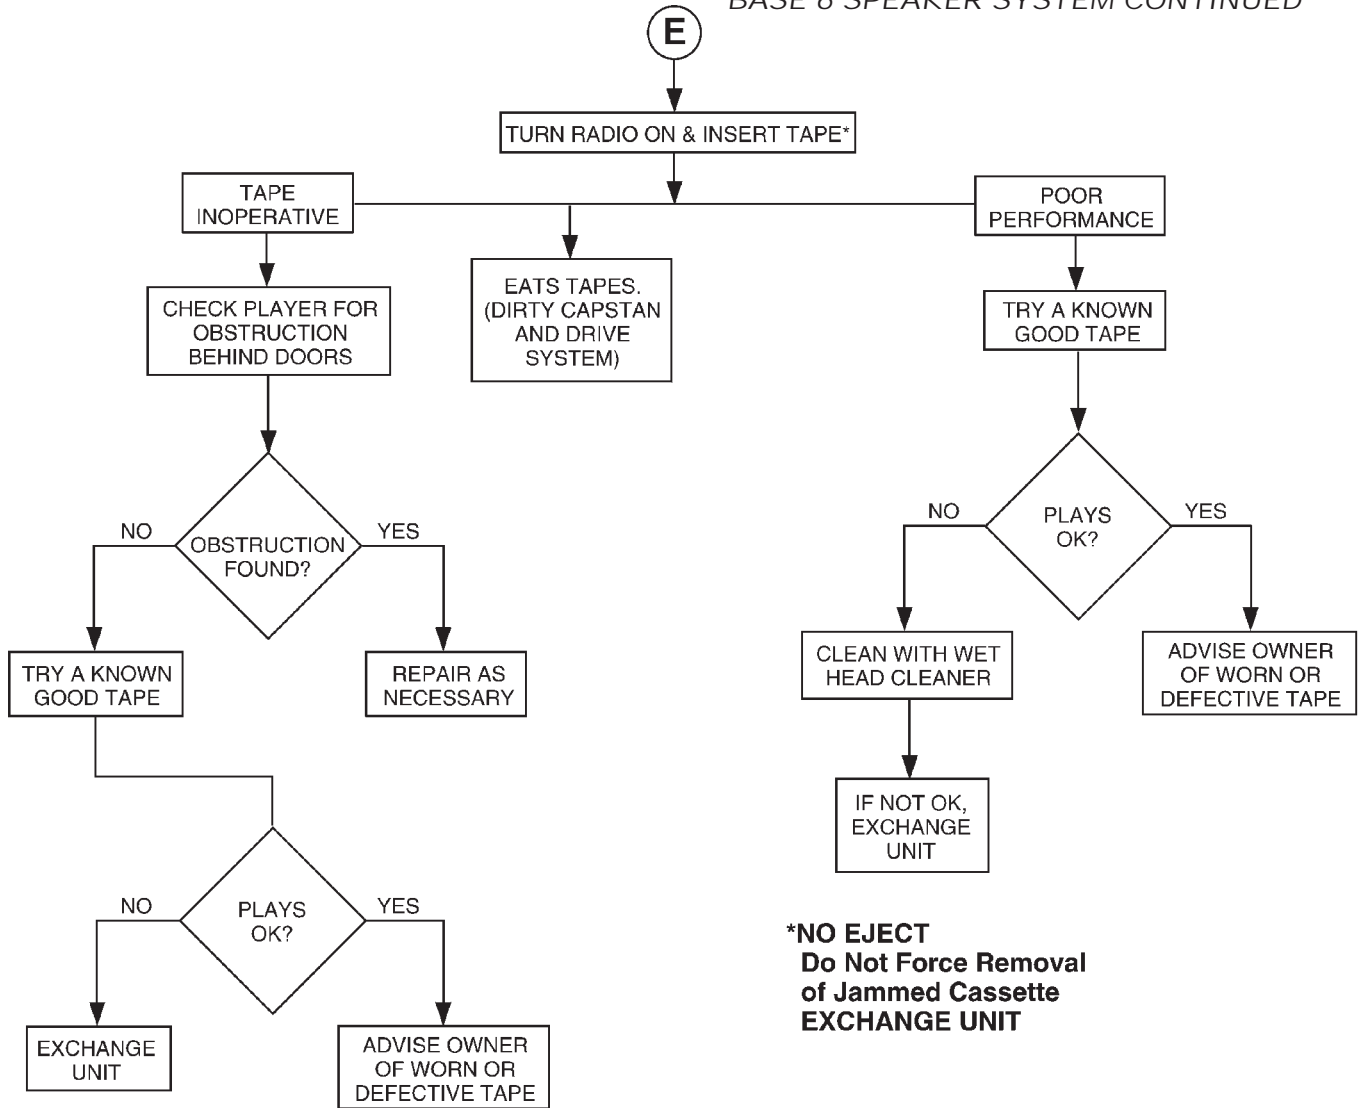 BASE 6 SPEAKER SYSTEM CONTINUED
E
TURN RADIO ON & INSERT TAPE*
TAPE
INOPERATIVE
POOR
PERFORMANCE
CHECK PLAYER FOR
OBSTRUCTION
BEHIND DOORS
EATS TAPES.
(DIRTY CAPSTAN
AND DRIVE
SYSTEM)
TRY A KNOWN
GOOD TAPE
NO
OBSTRUCTION
FOUND?
YES
NO
PLAYS
OK?
YES
TRY A KNOWN
GOOD TAPE
REPAIR AS
NECESSARY
CLEAN WITH WET
HEAD CLEANER
ADVISE OWNER
OF WORN OR
DEFECTIVE TAPE
IF NOT OK,
EXCHANGE
UNIT
NO
PLAYS
OK?
YES
EXCHANGE
UNIT
ADVISE OWNER
OF WORN OR
DEFECTIVE TAPE
*NO EJECT
Do Not Force Removal
of Jammed Cassette
EXCHANGE UNIT